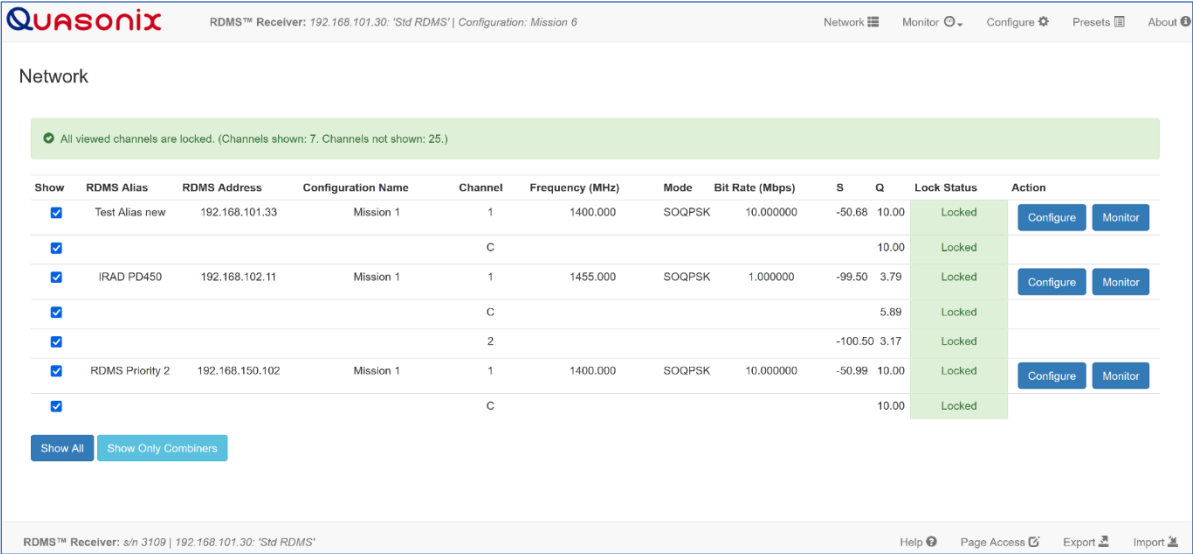 Quasonix RDMS™ Receiver: 192.168.101.30: 'Std RDMS' | Configuration: Mission 6 Network Monitor Configure Presets About
Network
All viewed channels are locked. (Channels shown: 7. Channels not shown: 25.)
Show RDMS Alias RDMS Address Configuration Name Channel Frequency (MHz) Mode Bit Rate (Mbps) S Q Lock Status Action
Test Alias new 192.168.101.33 Mission 1 1 1400.000 SOQPSK 10.000000 -50.68 10.00 Locked Configure Monitor
C 10.00 Locked
IRAD PD450 192.168.102.11 Mission 1 1 1455.000 SOQPSK 1.000000 -99.50 3.79 Locked Configure Monitor
C 5.89 Locked
2 -100.50 3.17 Locked
RDMS Priority 2 192.168.150.102 Mission 1 1 1400.000 SOQPSK 10.000000 -50.99 10.00 Locked Configure Monitor
C 10.00 Locked
Show All Show Only Combiners
RDMS™ Receiver: s/n 3109 | 192.168.101.30: 'Std RDMS' Help Page Access Export Import